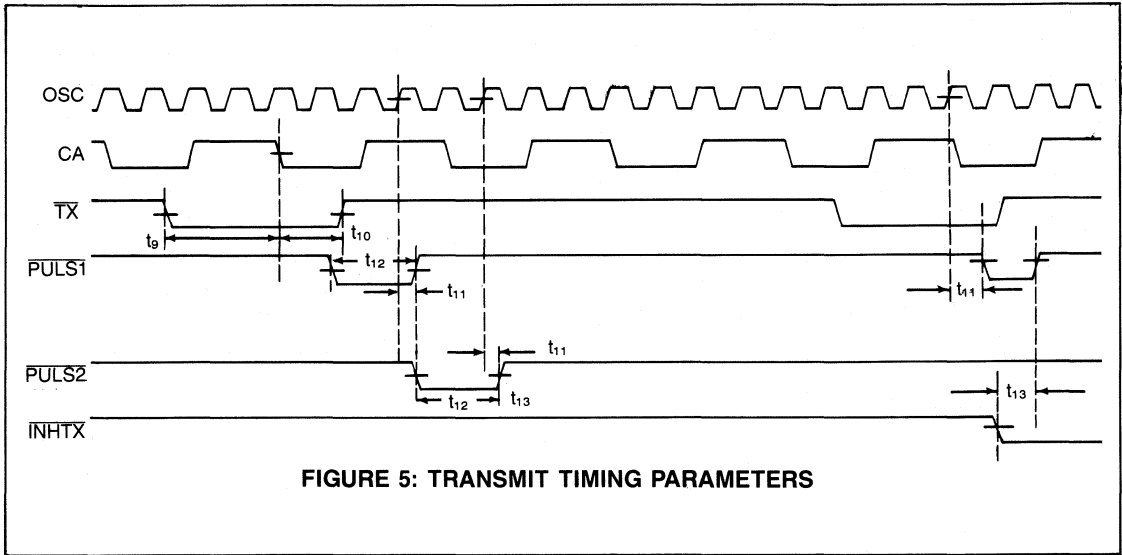 OSC
CA
TX
t9
t10
PULS1
t12
t11
t11
PULS2
t11
t12
t13
t13
INHTX
FIGURE 5: TRANSMIT TIMING PARAMETERS